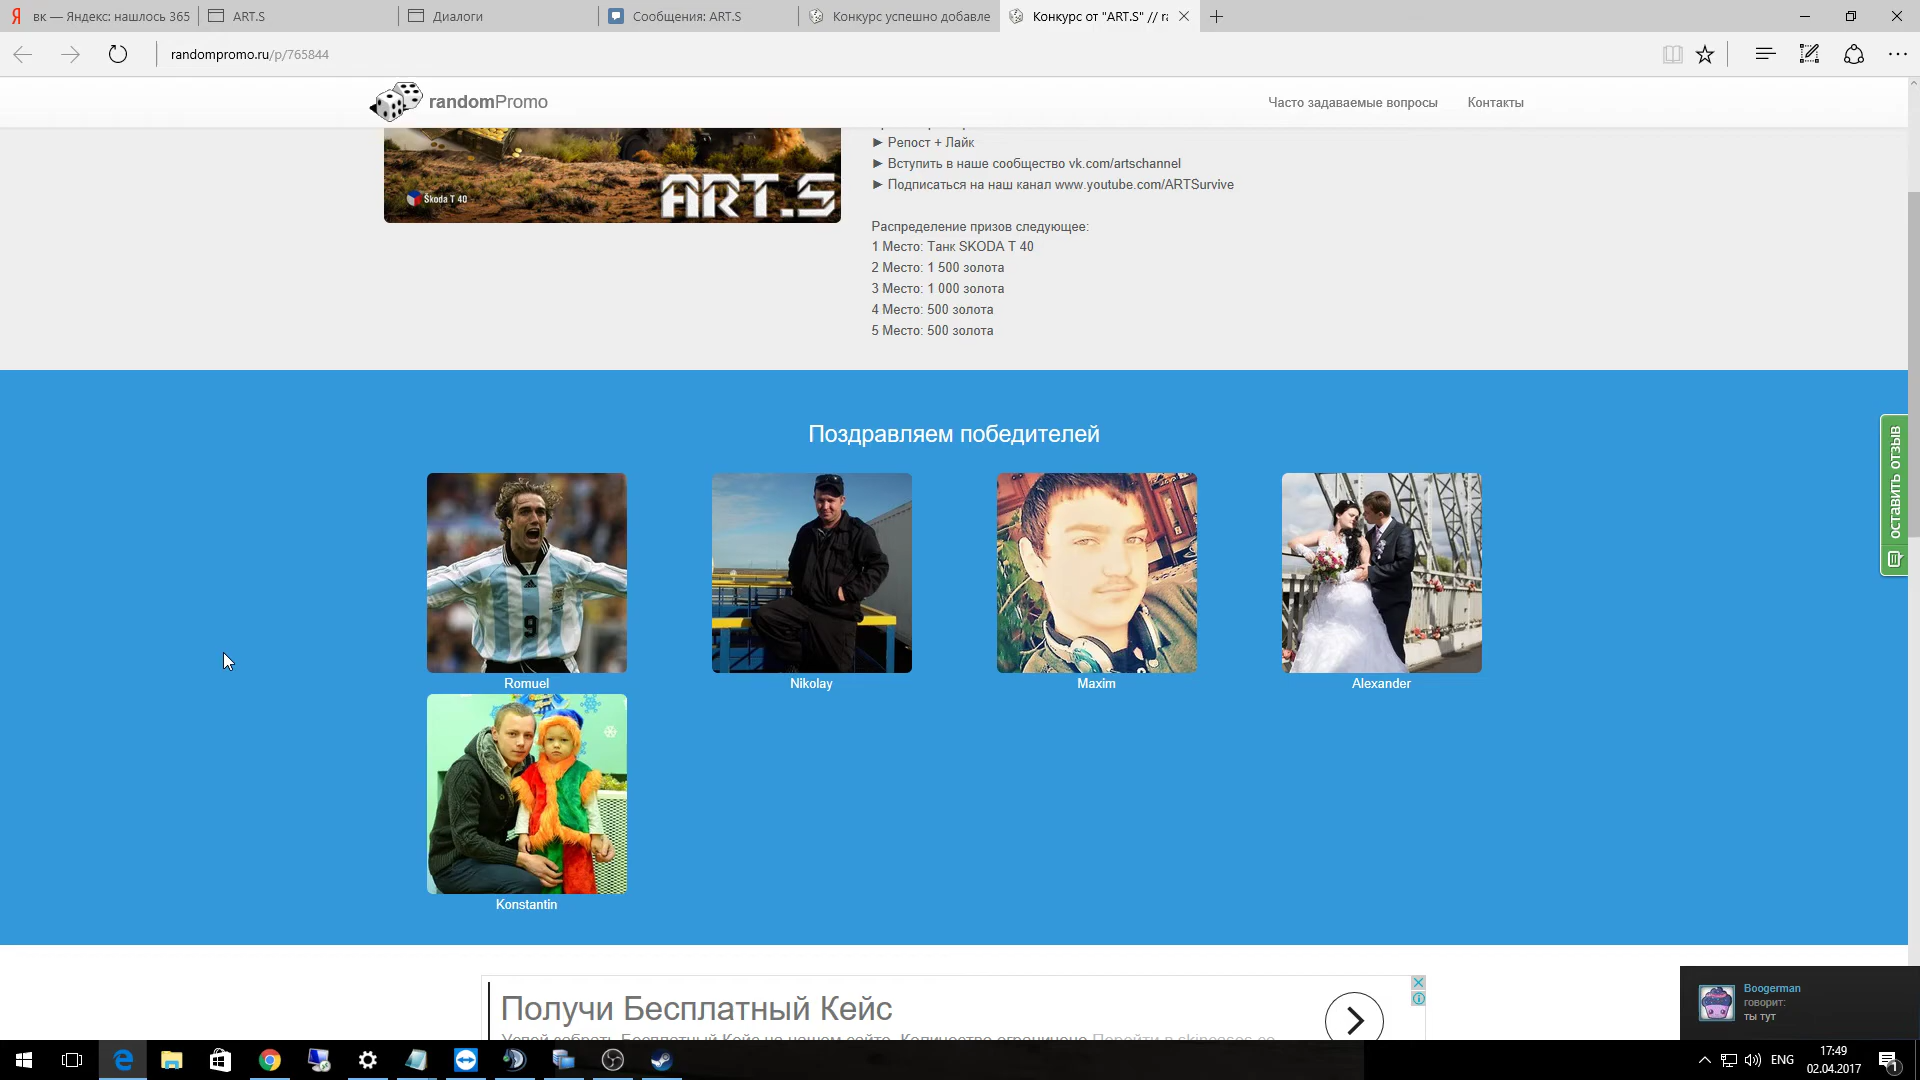 вк — Яндекс: нашлось 365
ART.S
Диалоги
Сообщения: ART.S
Конкурс успешно добавле
Конкурс от "ART.S" // ra
randompromo.ru/p/765844
randomPromo
Часто задаваемые вопросы
Контакты
► Репост + Лайк
► Вступить в наше сообщество vk.com/artschannel
► Подписаться на наш канал www.youtube.com/ARTSurvive
Škoda T 40
ART.S
Распределение призов следующее:
1 Место: Танк SKODA T 40
2 Место: 1 500 золота
3 Место: 1 000 золота
4 Место: 500 золота
5 Место: 500 золота
Поздравляем победителей
9
Romuel
Nikolay
Maxim
Alexander
Konstantin
оставить отзыв
Получи Бесплатный Кейс
Boogerman
говорит:
ты тут
ENG
17:49
02.04.2017
1